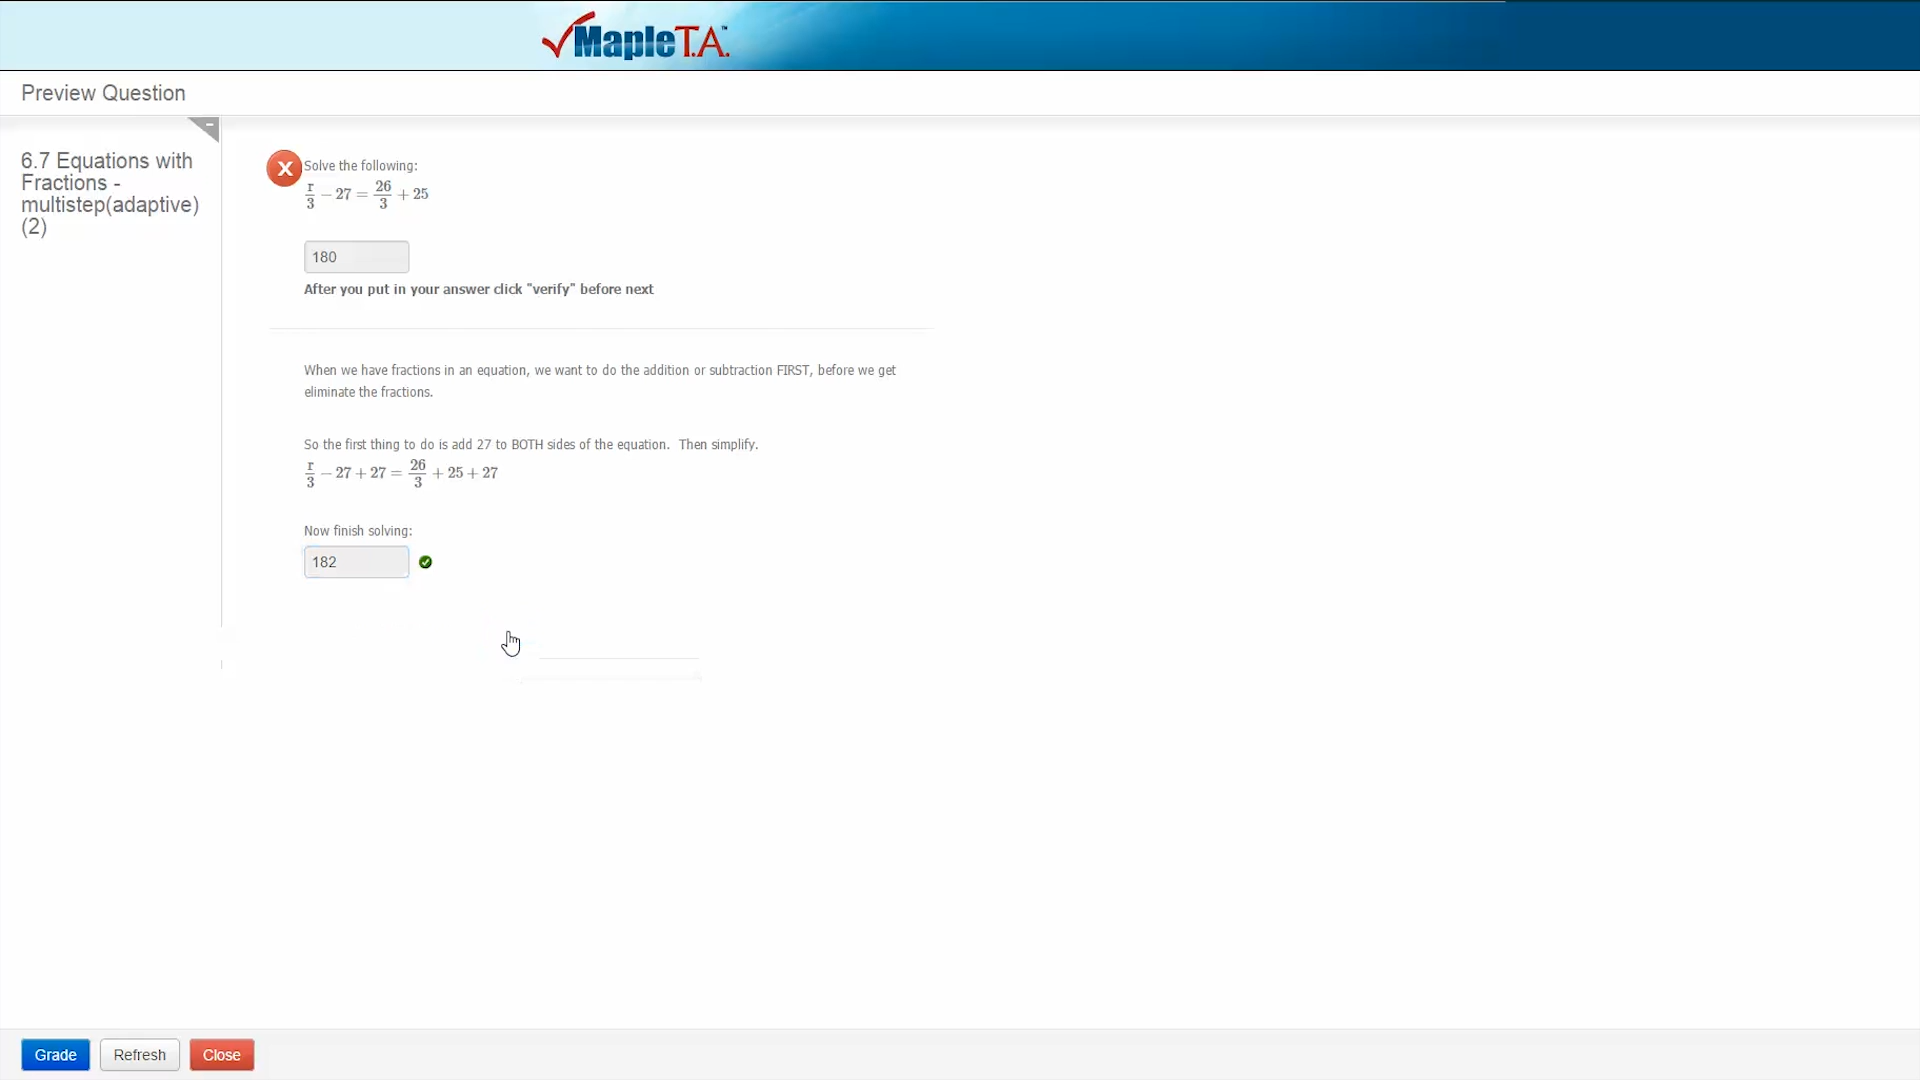 MapleT.A.™
Preview Question
6.7 Equations with
Fractions -
multistep(adaptive)
(2)
X
Solve the following:
r/3 − 27 = 26/3 + 25
180
After you put in your answer click "verify" before next
When we have fractions in an equation, we want to do the addition or subtraction FIRST, before we get
eliminate the fractions.
So the first thing to do is add 27 to BOTH sides of the equation.  Then simplify.
r/3 − 27 + 27 = 26/3 + 25 + 27
Now finish solving:
182
Grade Refresh Close